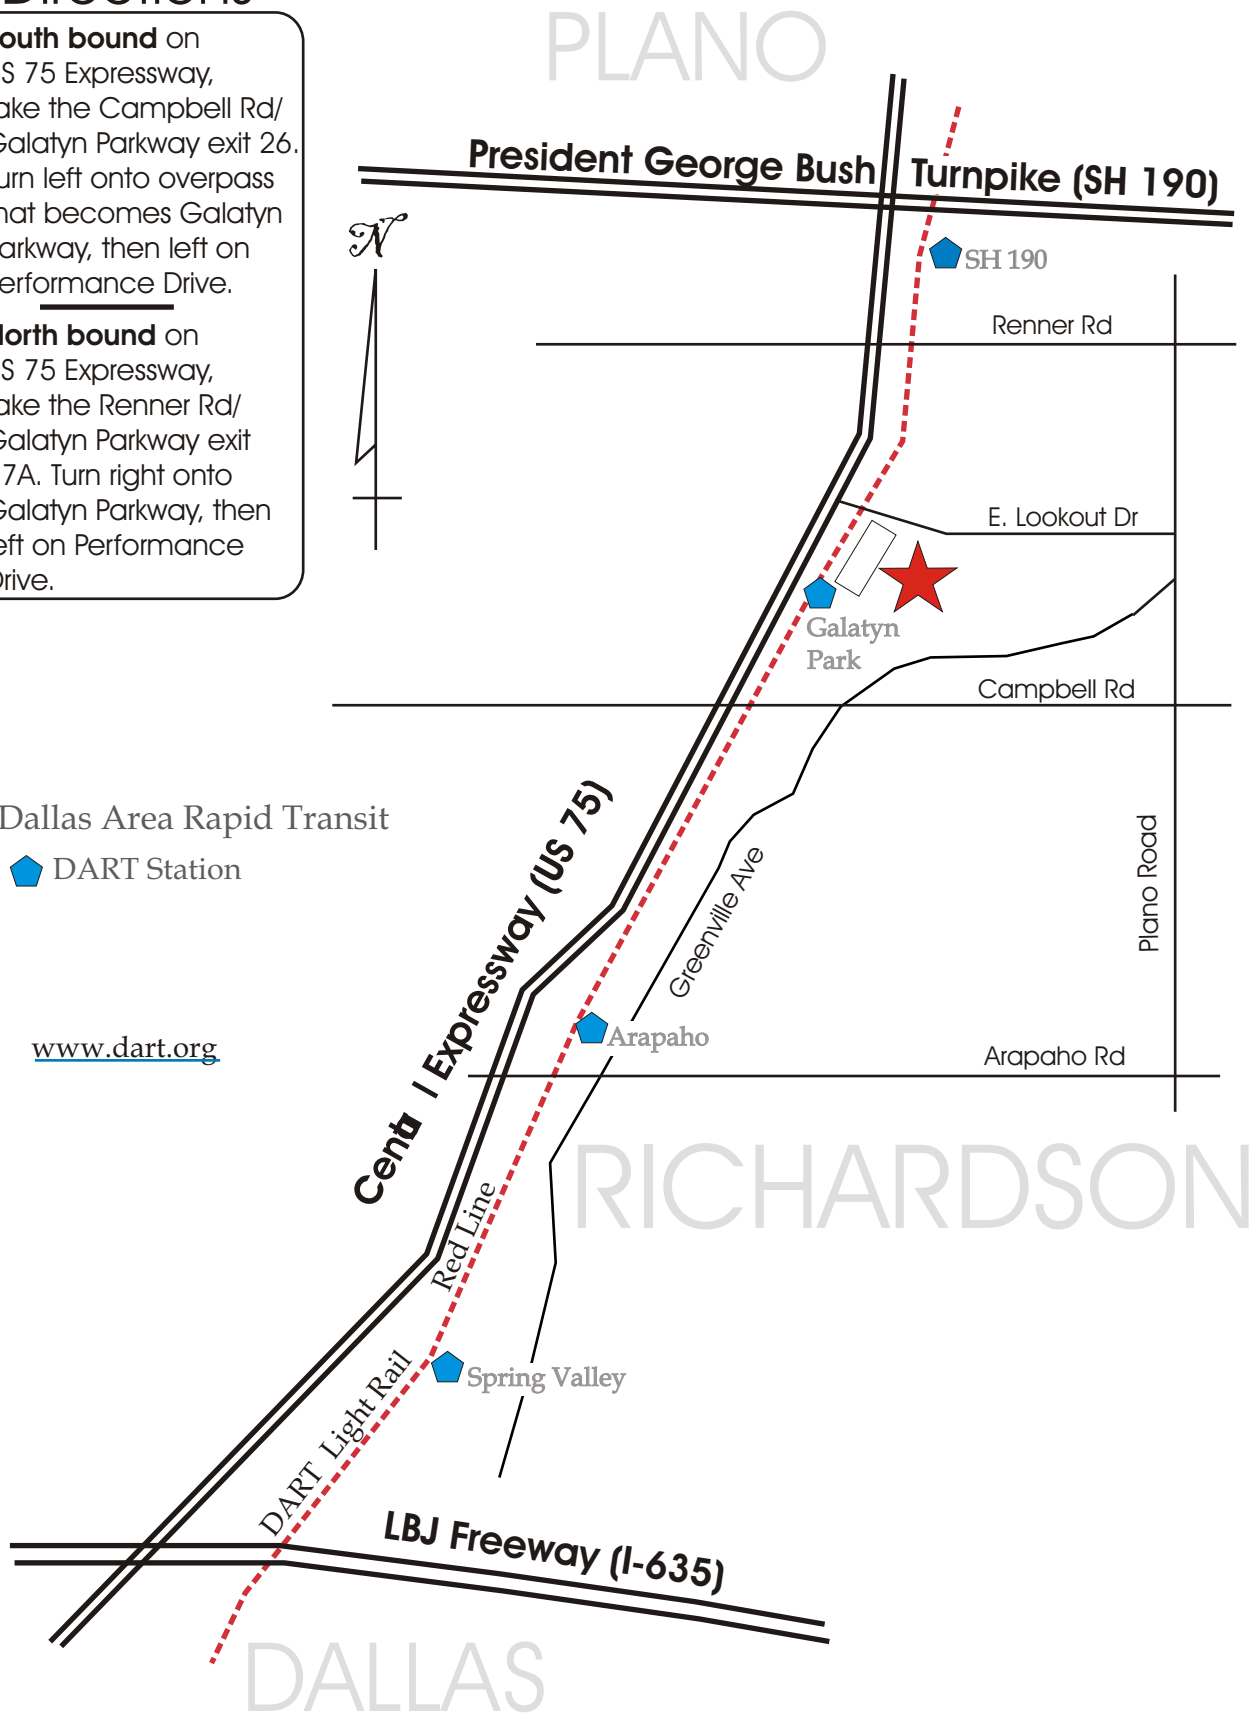 Directions
outh bound on
S 75 Expressway,
ake the Campbell Rd/
Galatyn Parkway exit 26.
urn left onto overpass
hat becomes Galatyn
arkway, then left on
erformance Drive.
North bound on
S 75 Expressway,
ake the Renner Rd/
Galatyn Parkway exit
7A. Turn right onto
Galatyn Parkway, then
eft on Performance
Drive.
PLANO
President George Bush Turnpike (SH 190)
N
SH 190
Renner Rd
E. Lookout Dr
Galatyn
Park
Campbell Rd
Central Expressway (US 75)
Dallas Area Rapid Transit
DART Station
Plano Road
Greenville Ave
www.dart.org
Arapaho
Arapaho Rd
RICHARDSON
Red Line
Spring Valley
DART Light Rail
LBJ Freeway (I-635)
DALLAS